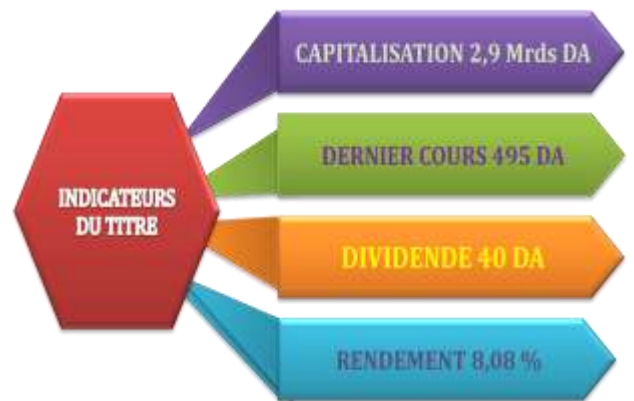 INDICATEURS
DU TITRE
CAPITALISATION 2,9 Mrds DA
DERNIER COURS 495 DA
DIVIDENDE 40 DA
RENDEMENT 8,08 %